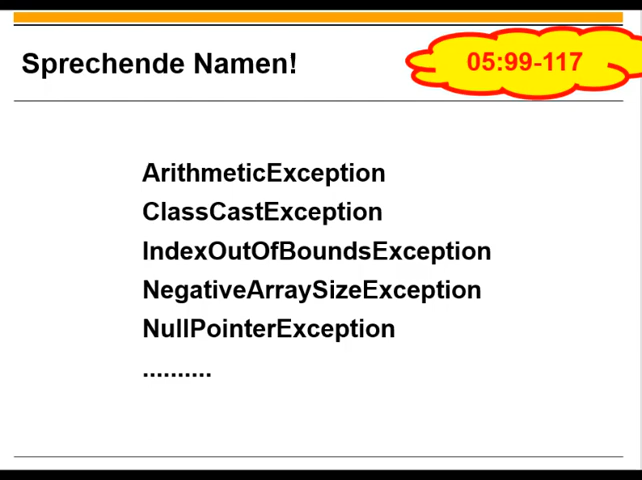 Sprechende Namen!
05:99-117
ArithmeticException
ClassCastException
IndexOutOfBoundsException
NegativeArraySizeException
NullPointerException
..........